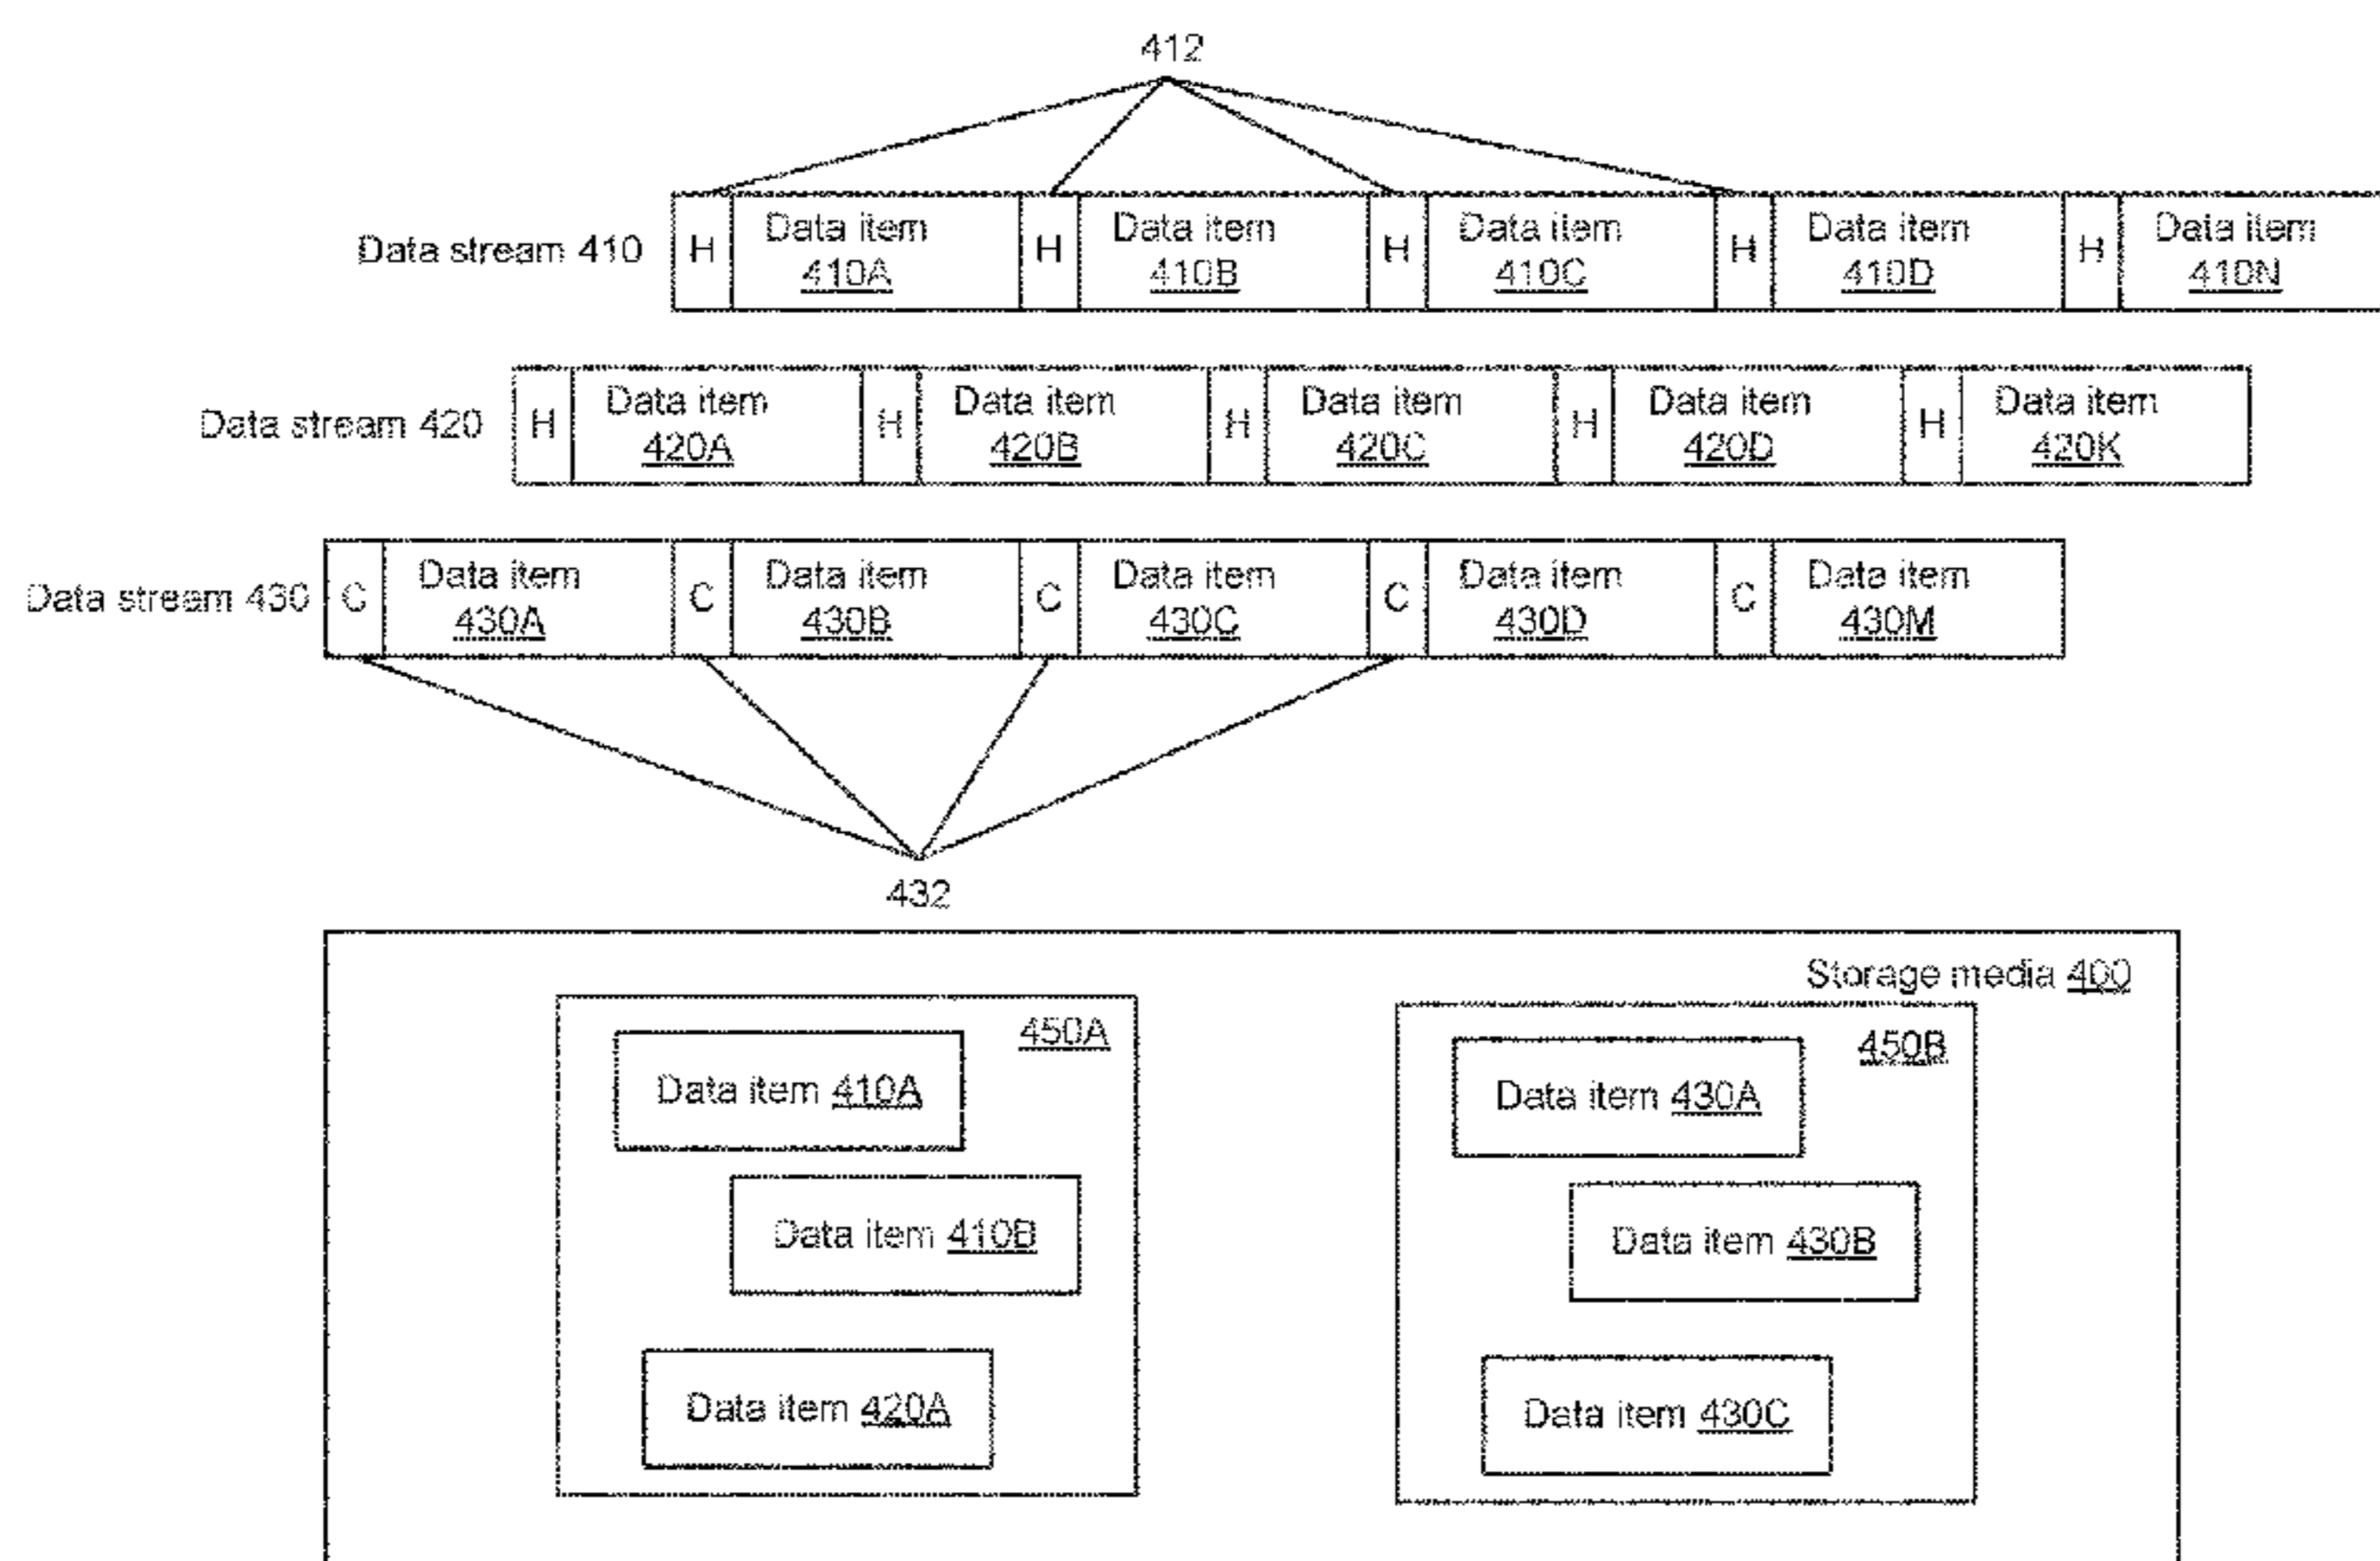 412
Data stream 410 H Data item 410A H Data item 410B H Data item 410C H Data item 410D H Data item 410N
Data stream 420 H Data item 420A H Data item 420B H Data item 420C H Data item 420D H Data item 420K
Data stream 430 C Data item 430A C Data item 430B C Data item 430C C Data item 430D C Data item 430M
432
Storage media 400
450A
Data item 410A
Data item 410B
Data item 420A
450B
Data item 430A
Data item 430B
Data item 430C